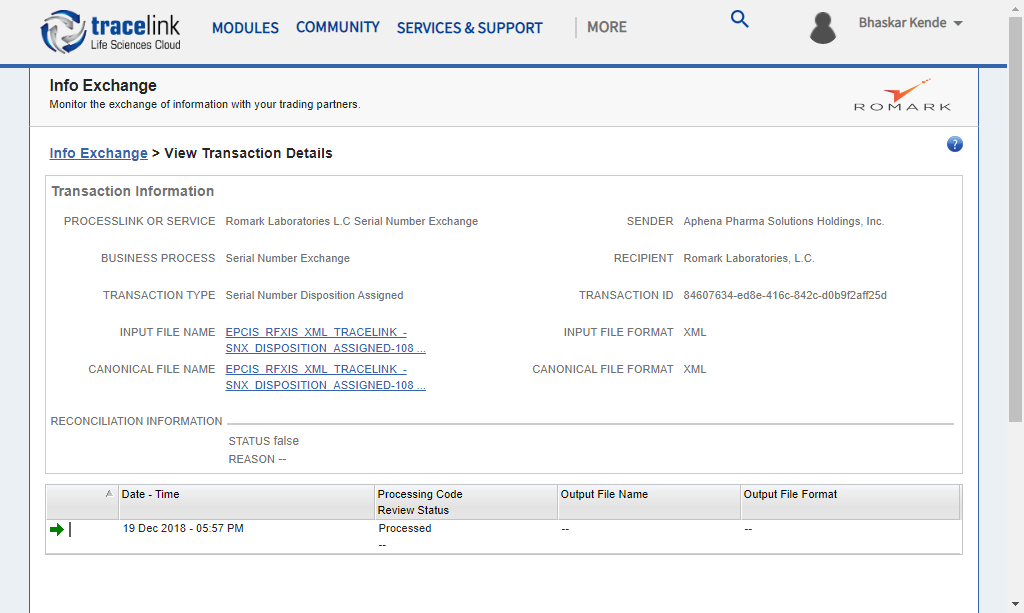 tracelink
Life Sciences Cloud
MODULES COMMUNITY SERVICES & SUPPORT MORE
Bhaskar Kende
Info Exchange
Monitor the exchange of information with your trading partners.
ROMARK
Info Exchange > View Transaction Details
?
Transaction Information
PROCESSLINK OR SERVICE Romark Laboratories L.C Serial Number Exchange SENDER Aphena Pharma Solutions Holdings, Inc.
BUSINESS PROCESS Serial Number Exchange RECIPIENT Romark Laboratories, L.C.
TRANSACTION TYPE Serial Number Disposition Assigned TRANSACTION ID 84607634-ed8e-416c-842c-d0b9f2aff25d
INPUT FILE NAME EPCIS_RFXIS_XML_TRACELINK_- INPUT FILE FORMAT XML
SNX_DISPOSITION_ASSIGNED-108 ...
CANONICAL FILE NAME EPCIS_RFXIS_XML_TRACELINK_- CANONICAL FILE FORMAT XML
SNX_DISPOSITION_ASSIGNED-108 ...
RECONCILIATION INFORMATION
STATUS false
REASON --
Date - Time Processing Code Output File Name Output File Format
Review Status
19 Dec 2018 - 05:57 PM Processed -- --
--